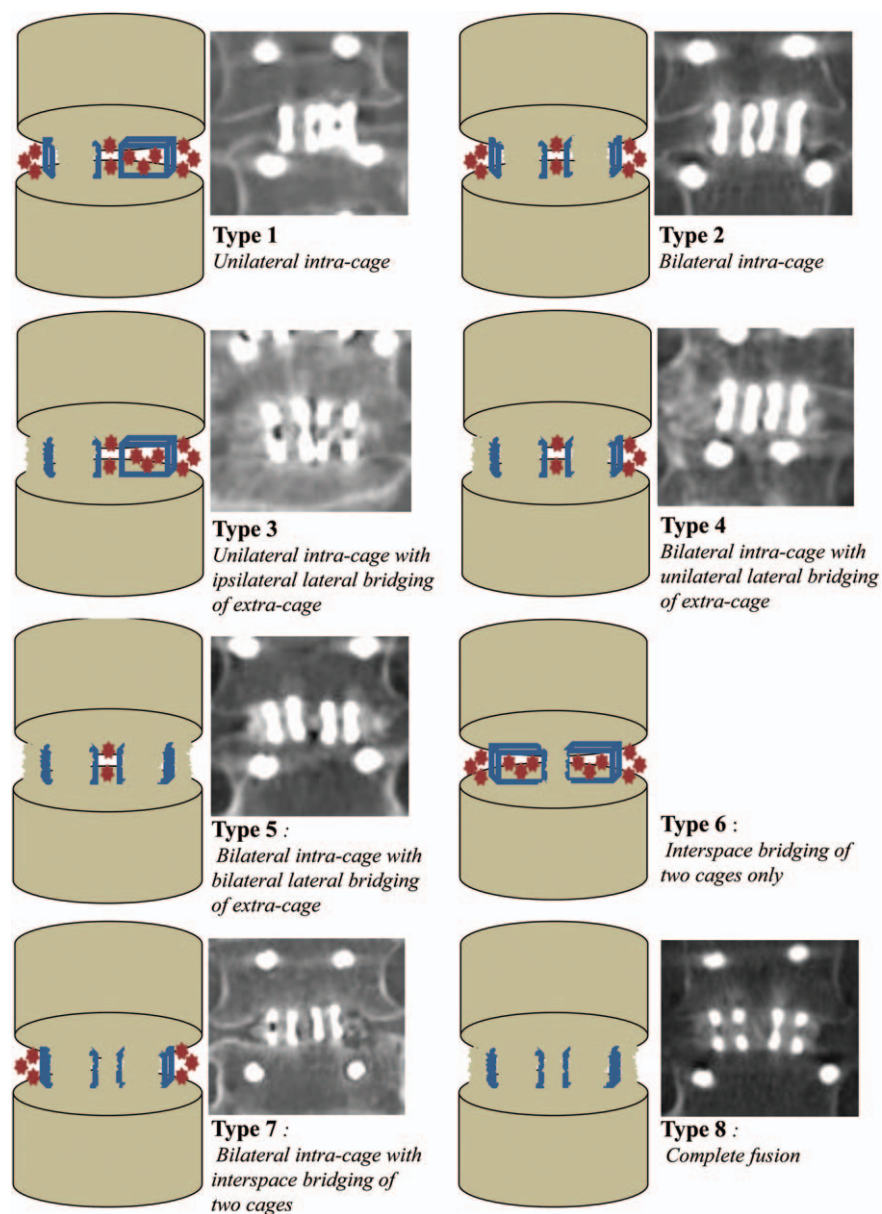 Type 1
Unilateral intra-cage
Type 2
Bilateral intra-cage
Type 3
Unilateral intra-cage with
ipsilateral lateral bridging
of extra-cage
Type 4
Bilateral intra-cage with
unilateral lateral bridging
of extra-cage
Type 5 :
Bilateral intra-cage with
bilateral lateral bridging
of extra-cage
Type 6 :
Interspace bridging of
two cages only
Type 7 :
Bilateral intra-cage with
interspace bridging of
two cages
Type 8 :
Complete fusion